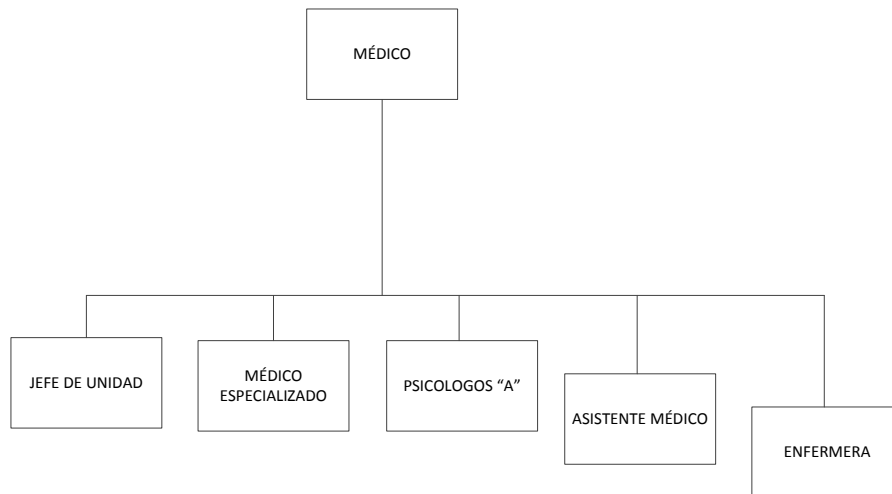 MÉDICO
JEFE DE UNIDAD
MÉDICO
ESPECIALIZADO
PSICOLOGOS “A”
ASISTENTE MÉDICO
ENFERMERA